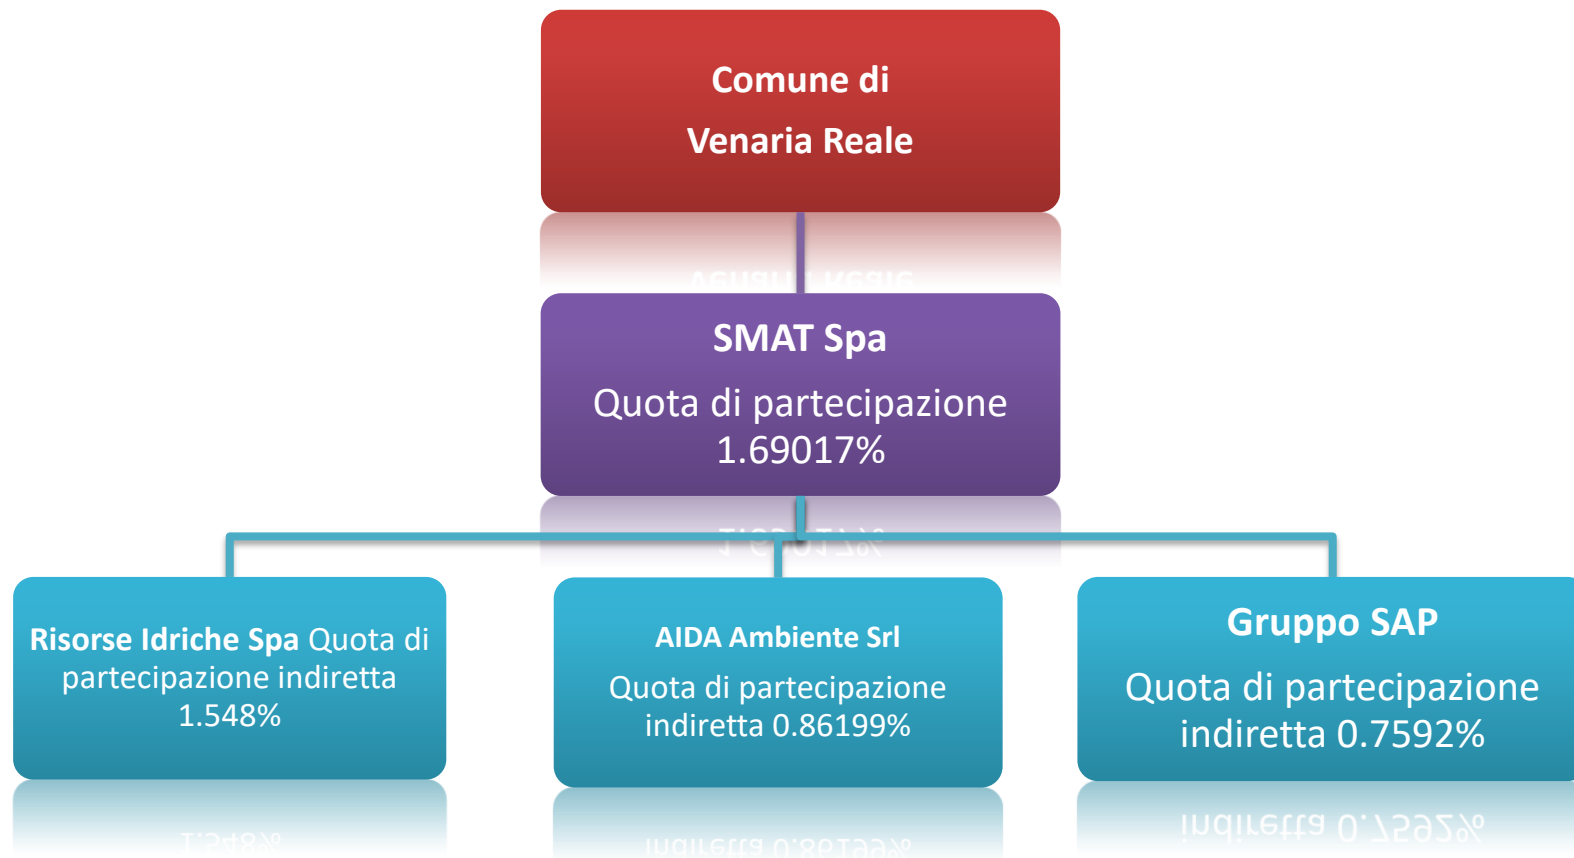 Comune di
Venaria Reale
SMAT Spa
Quota di partecipazione
1.69017%
Risorse Idriche Spa Quota di
partecipazione indiretta
1.548%
AIDA Ambiente Srl
Quota di partecipazione
indiretta 0.86199%
Gruppo SAP
Quota di partecipazione
indiretta 0.7592%